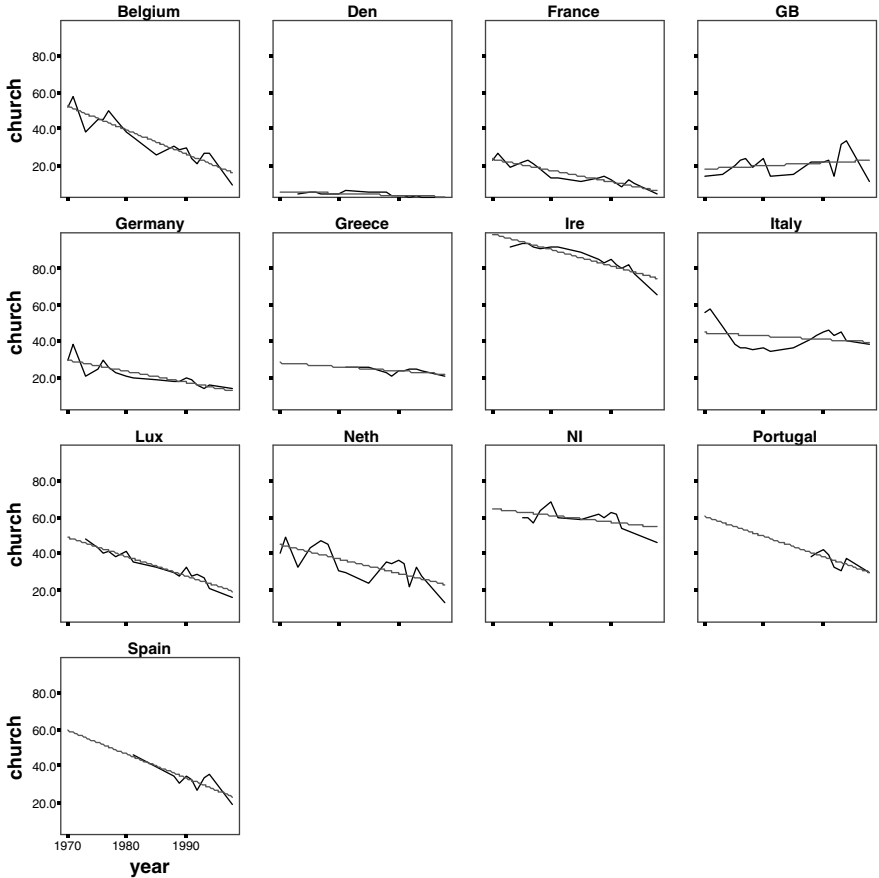 Belgium Den France GB
80.0
60.0
40.0
20.0
church
Germany Greece Ire Italy
80.0
60.0
40.0
20.0
church
Lux Neth NI Portugal
80.0
60.0
40.0
20.0
church
Spain
80.0
60.0
40.0
20.0
church
1970 1980 1990
year